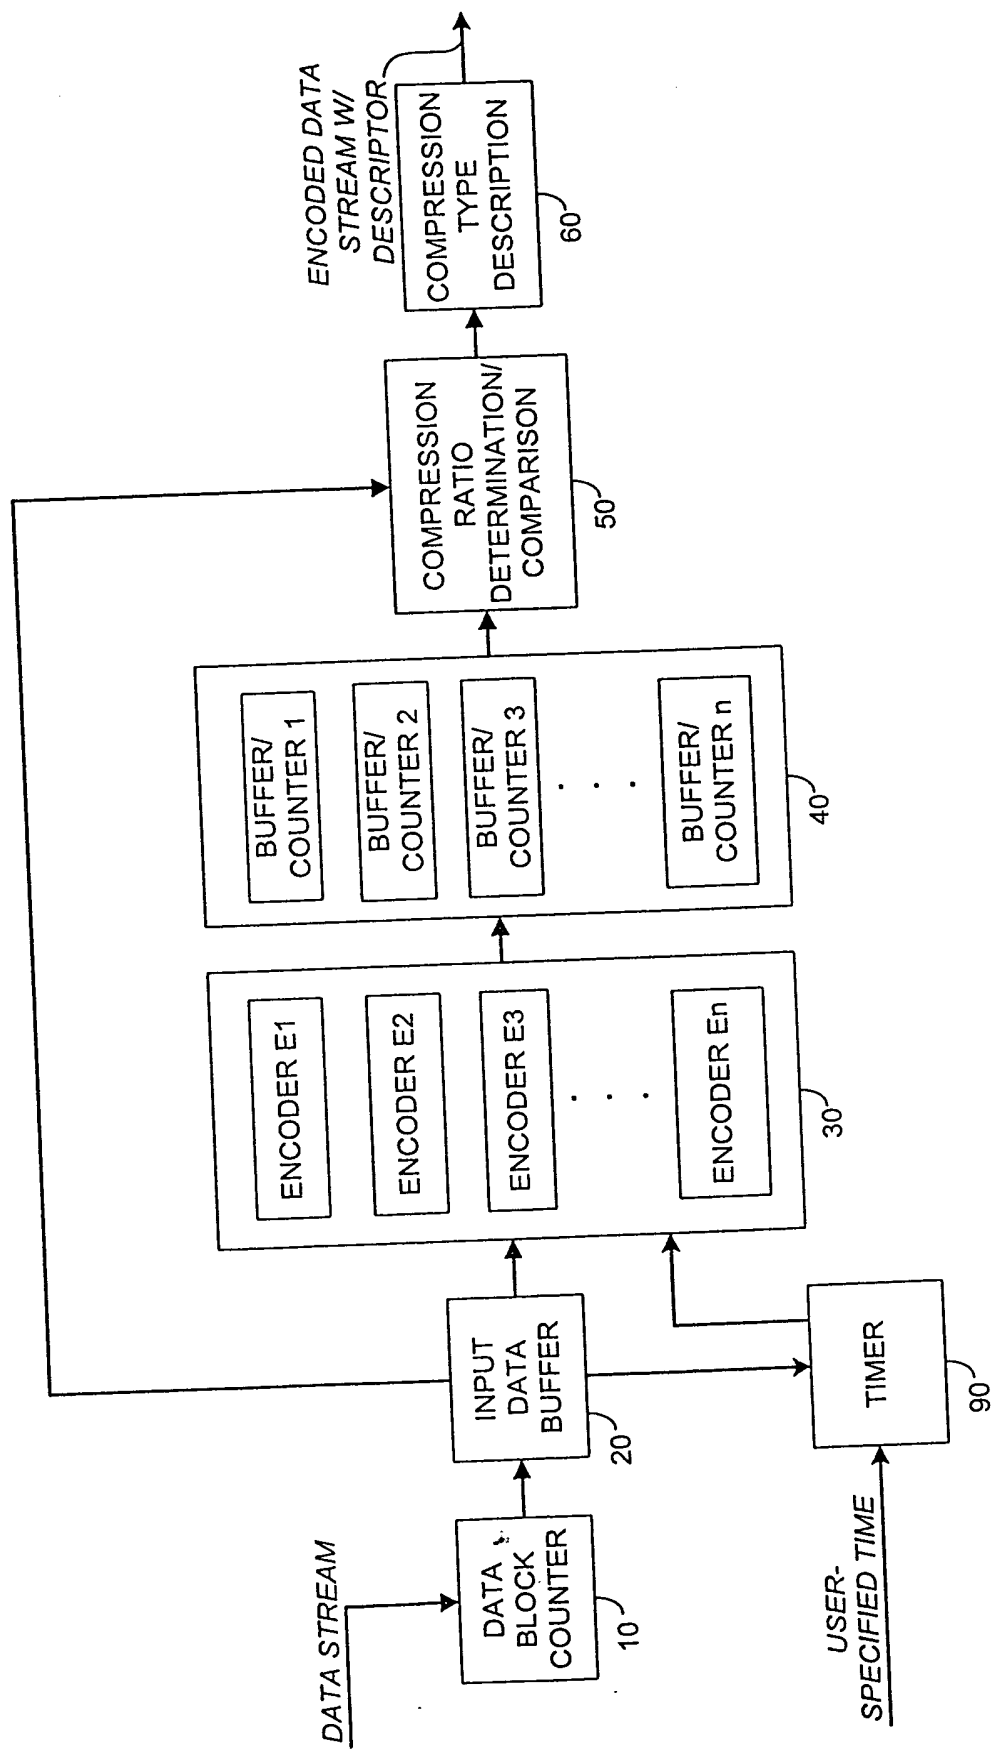 DATA STREAM
DATA
BLOCK
COUNTER
10
INPUT
DATA
BUFFER
20
USER-
SPECIFIED TIME
TIMER
90
ENCODER E1
ENCODER E2
ENCODER E3
. . .
ENCODER En
30
BUFFER/
COUNTER 1
BUFFER/
COUNTER 2
BUFFER/
COUNTER 3
. . .
BUFFER/
COUNTER n
40
COMPRESSION
RATIO
DETERMINATION/
COMPARISON
50
COMPRESSION
TYPE
DESCRIPTION
60
ENCODED DATA
STREAM W/
DESCRIPTOR